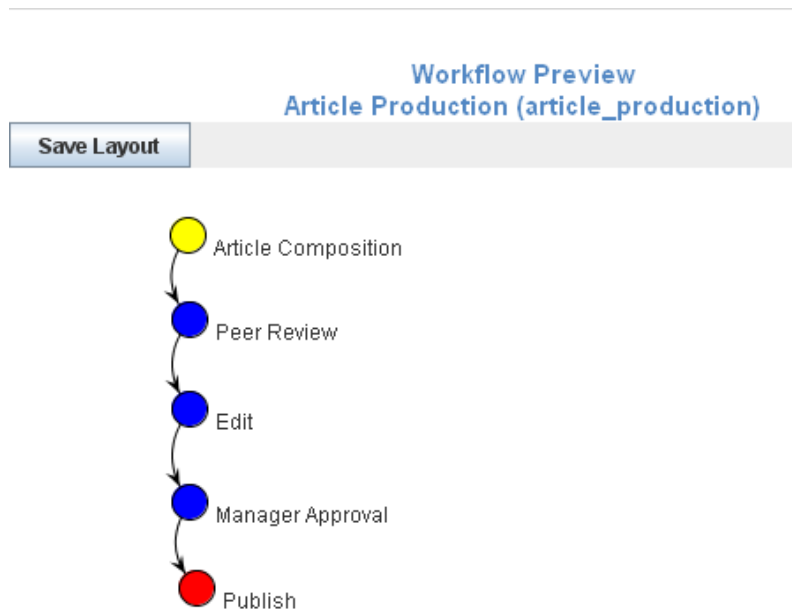 Workflow Preview
Article Production (article_production)
Save Layout
Article Composition
Peer Review
Edit
Manager Approval
Publish